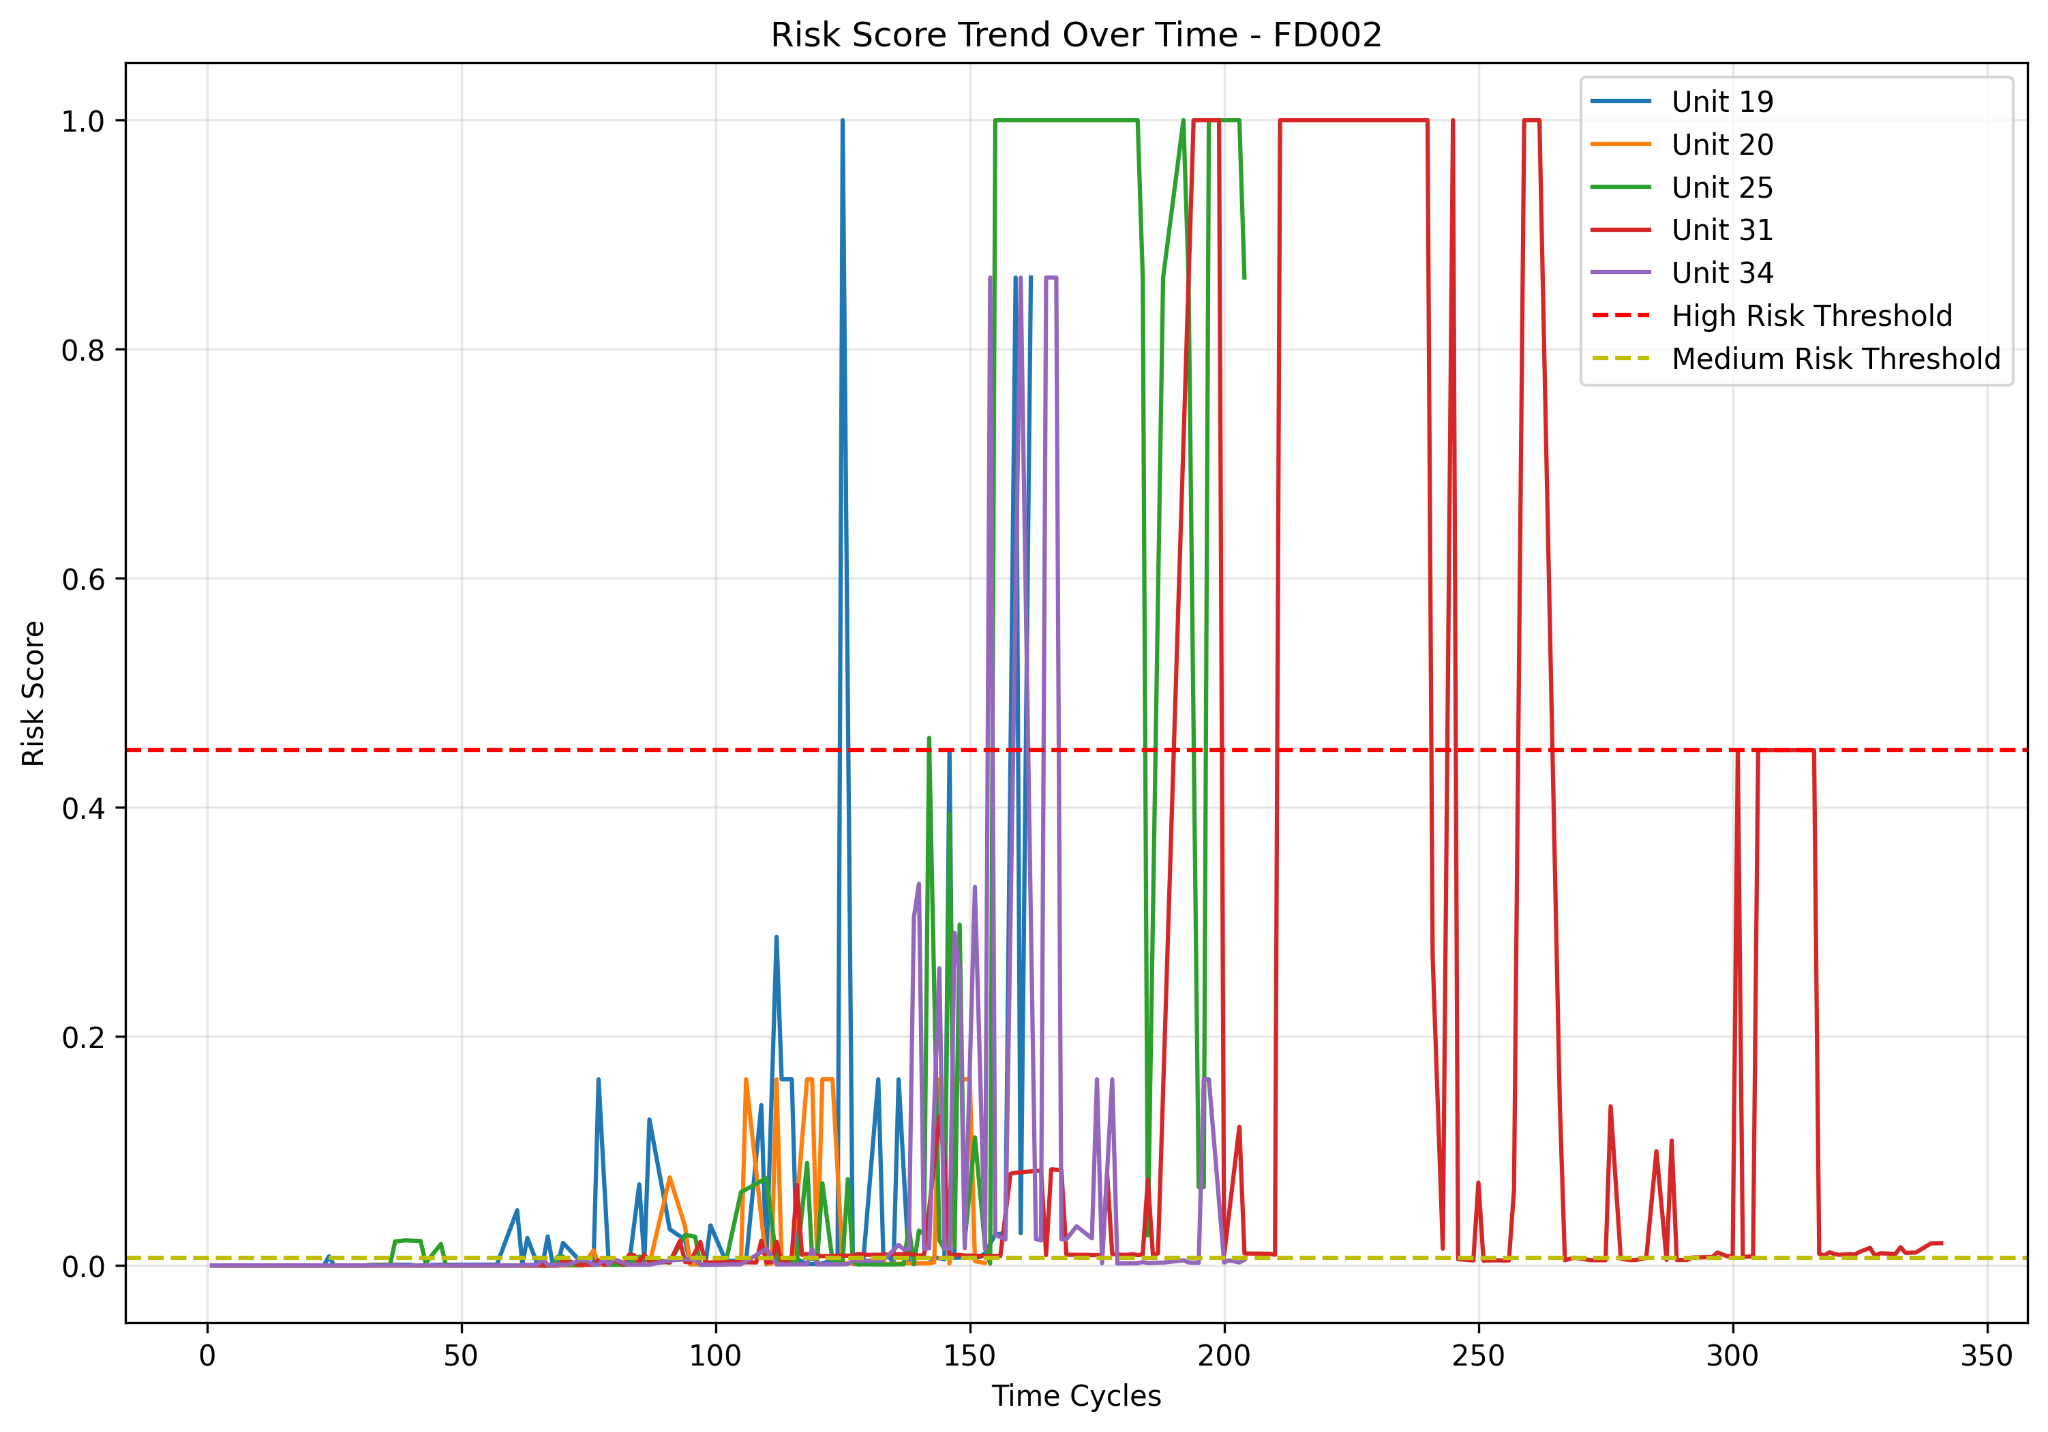 Risk Score Trend Over Time - FD002
Unit 19
Unit 20
Unit 25
Unit 31
Unit 34
High Risk Threshold
Medium Risk Threshold
1.0
0.8
0.6
0.4
0.2
0.0
Risk Score
0 50 100 150 200 250 300 350
Time Cycles